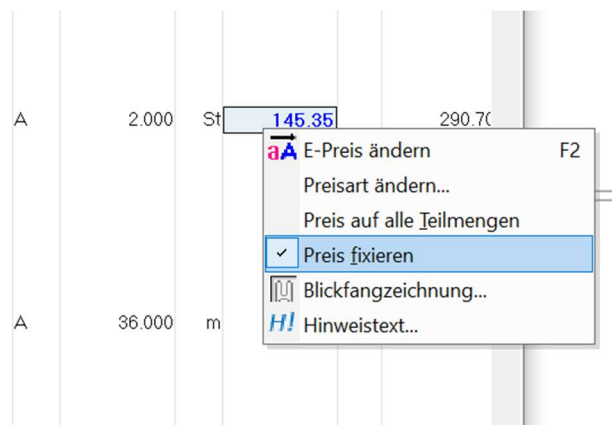 A 2.000 St 145.35 290.70
aA E-Preis ändern F2
Preisart ändern...
Preis auf alle Teilmengen
Preis fixieren
Blickfangzeichnung...
H! Hinweistext...
A 36.000 m